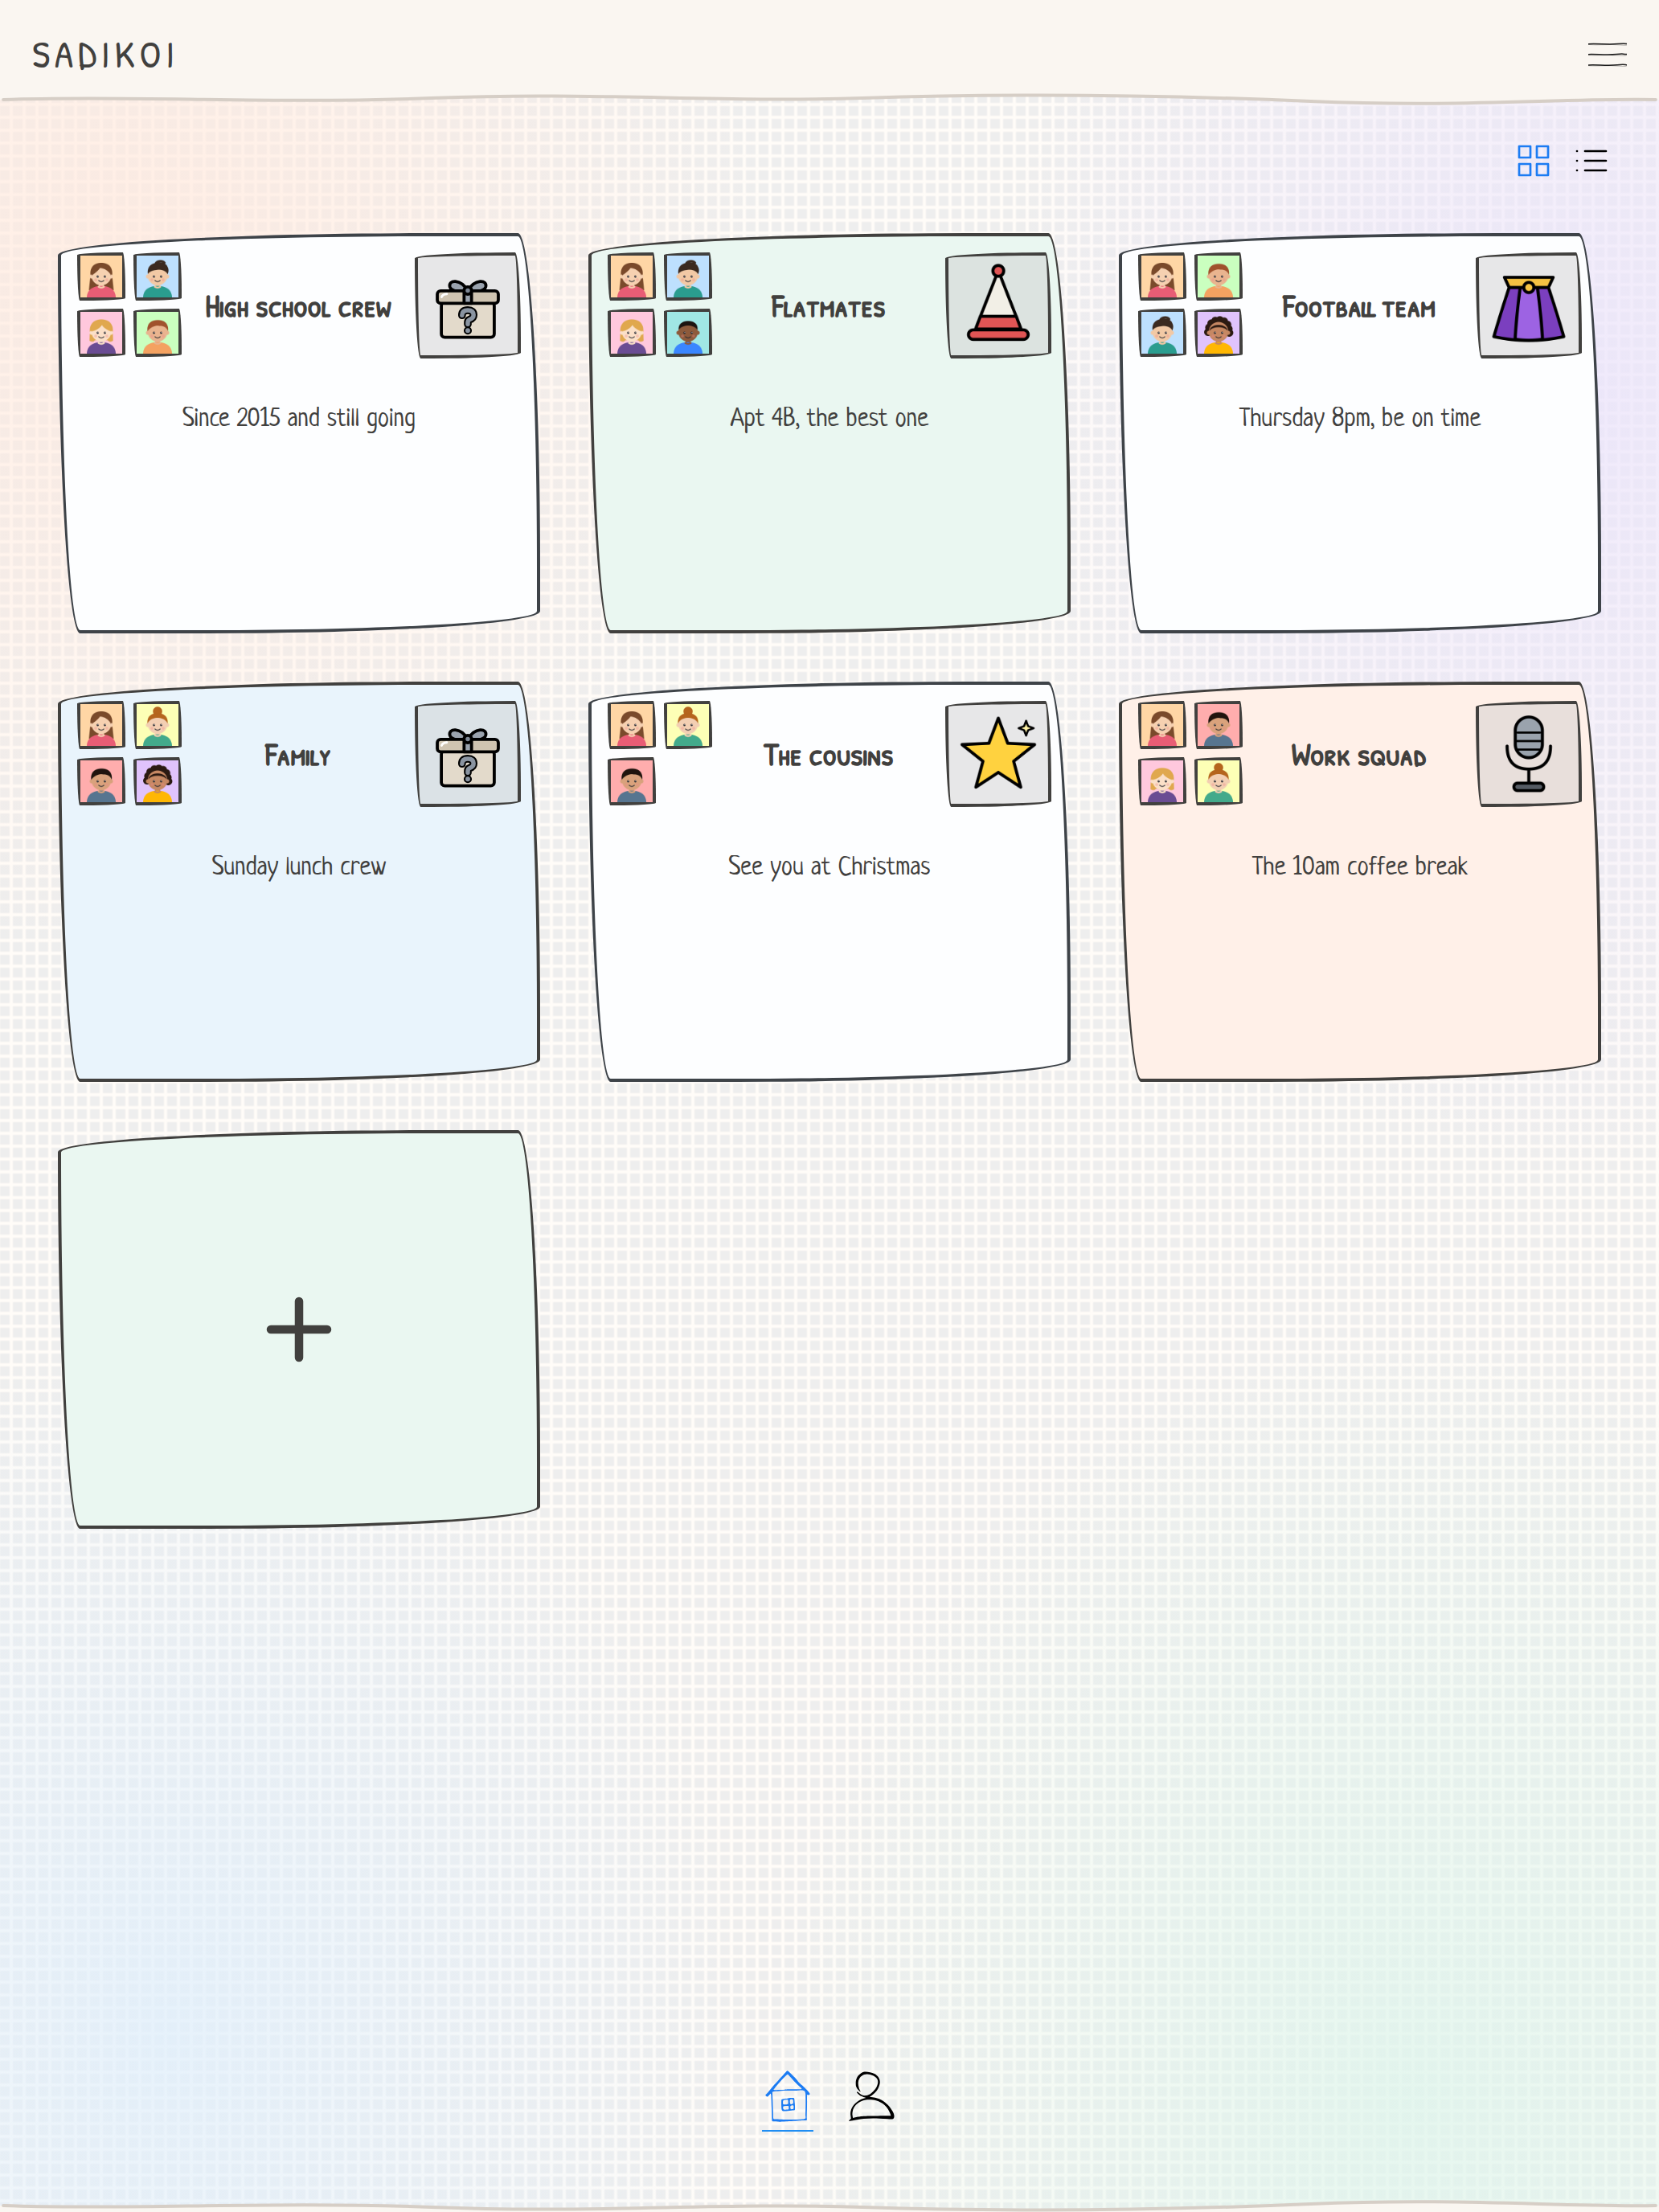 SADIKOI
High school crew
Since 2015 and still going
Flatmates
Apt 4B, the best one
Football team
Thursday 8pm, be on time
Family
Sunday lunch crew
The cousins
See you at Christmas
Work squad
The 10am coffee break